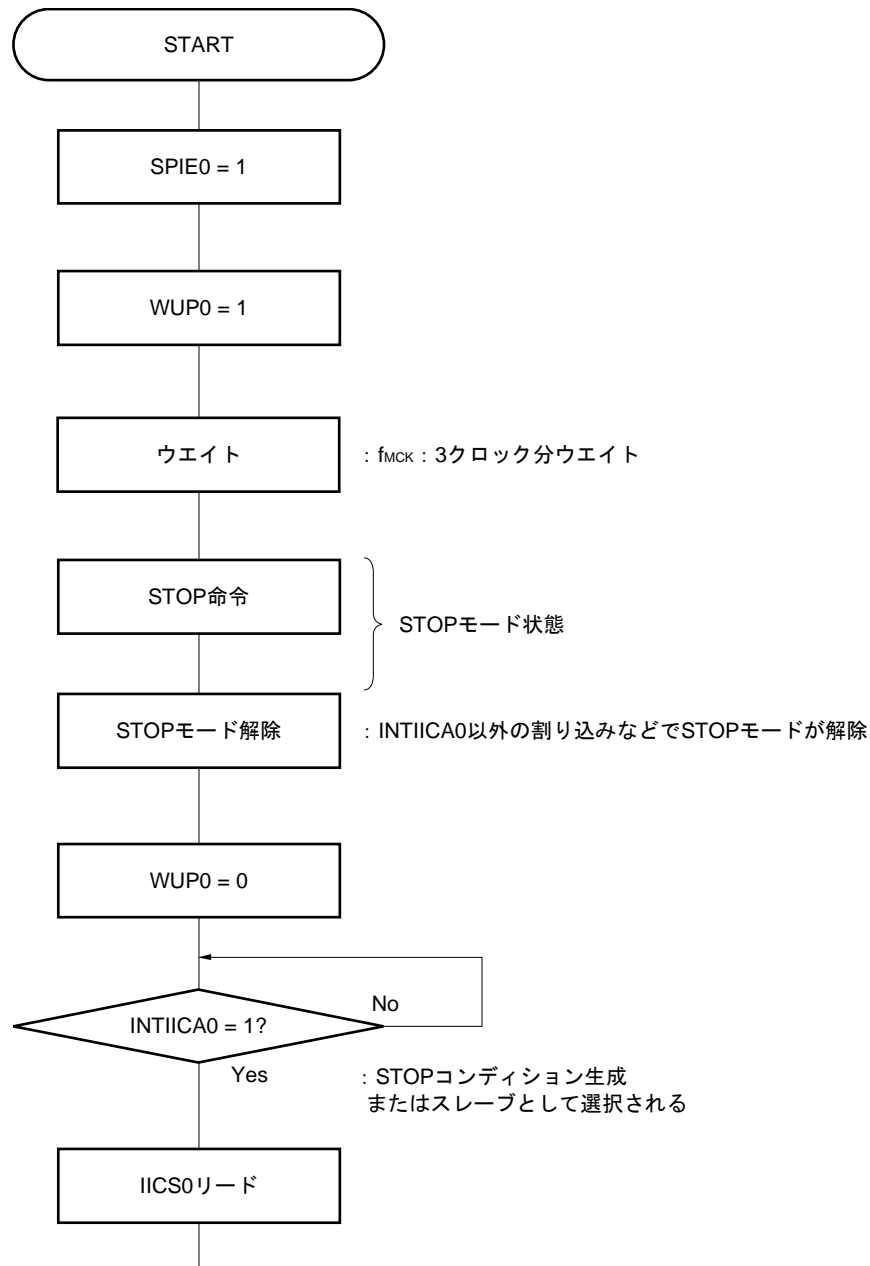 START
SPIE0 = 1
WUP0 = 1
ウエイト
: fMCK : 3クロック分ウエイト
STOP命令
STOPモード状態
STOPモード解除
: INTIICA0以外の割り込みなどでSTOPモードが解除
WUP0 = 0
No
INTIICA0 = 1?
Yes
: STOPコンディション生成
またはスレーブとして選択される
IICS0リード